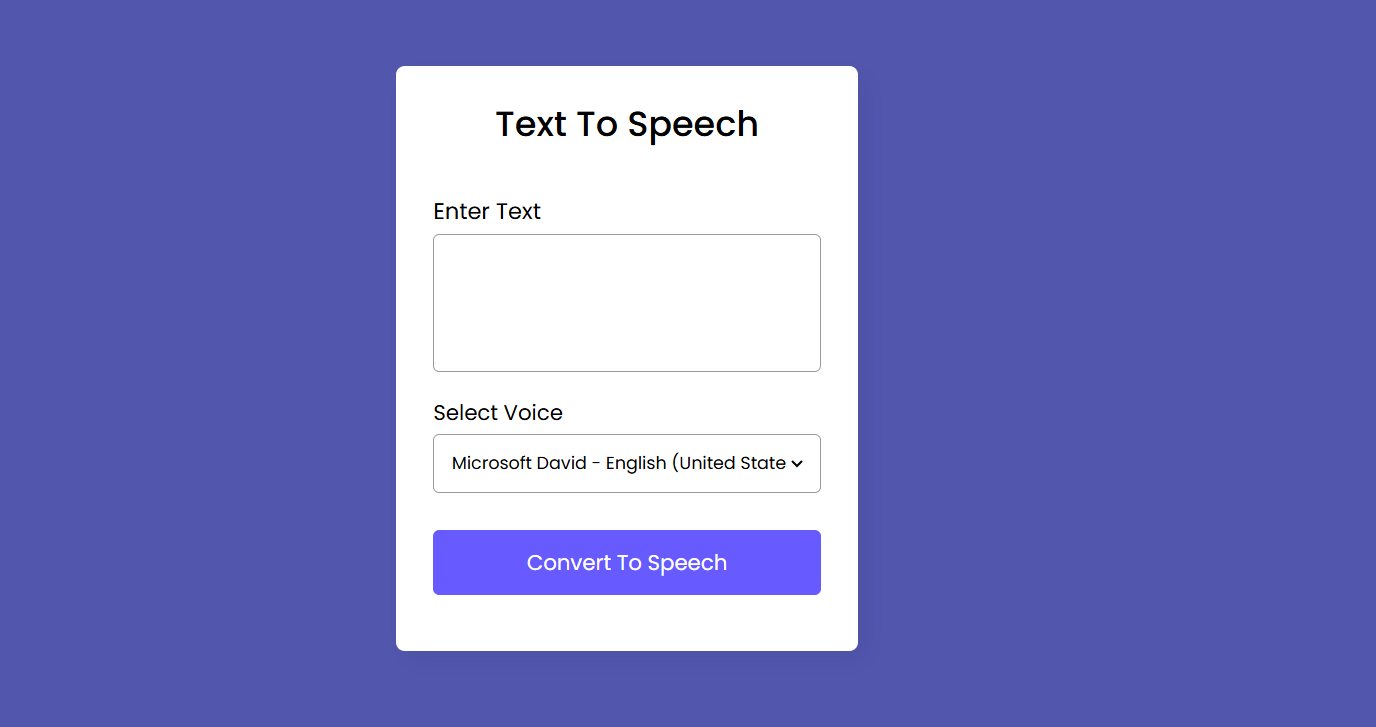 Text To Speech
Enter Text
Select Voice
Microsoft David - English (United State
Convert To Speech